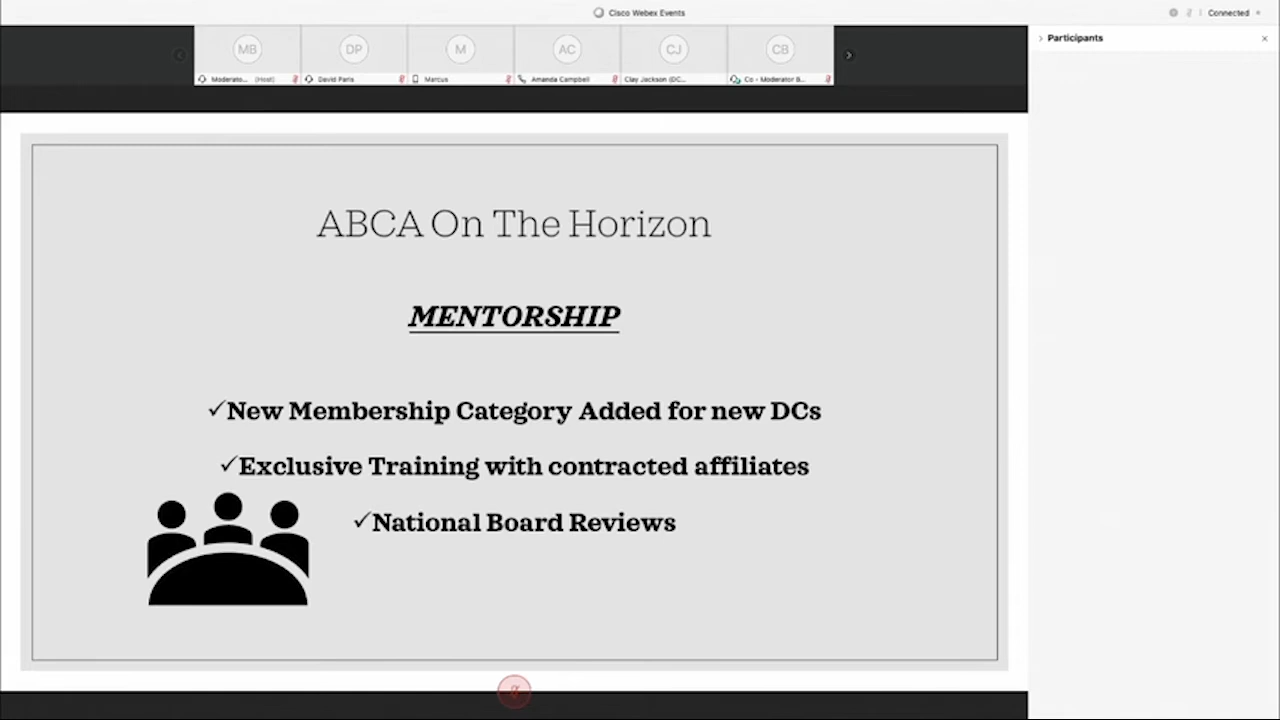 Cisco Webex Events
Connected
Participants
MB
DP
M
AC
CJ
CB
Moderato... (Host)
David Paris
Marcus
Amanda Campbell
Clay Jackson (DC...
Co - Moderator B...
ABCA On The Horizon
MENTORSHIP
✓New Membership Category Added for new DCs
✓Exclusive Training with contracted affiliates
✓National Board Reviews